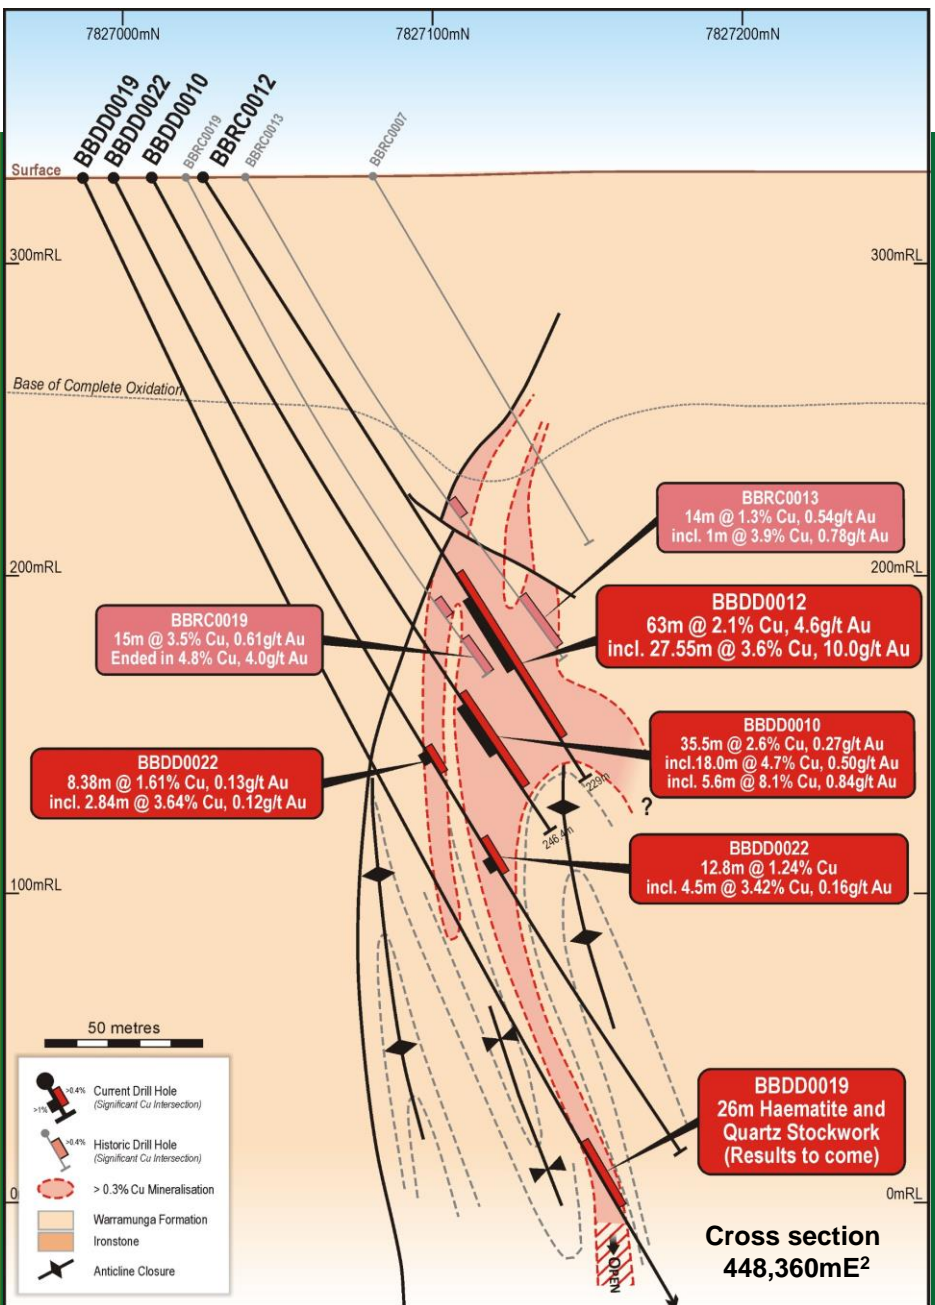 7827000mN
7827100mN
7827200mN
BBDD0019
BBDD0022
BBDD0010
BBRC0019
BBRC0012
BBRC0013
BBRC0007
Surface
300mRL
300mRL
Base of Complete Oxidation
BBRC0013
14m @ 1.3% Cu, 0.54g/t Au
incl. 1m @ 3.9% Cu, 0.78g/t Au
200mRL
200mRL
BBDD0012
63m @ 2.1% Cu, 4.6g/t Au
incl. 27.55m @ 3.6% Cu, 10.0g/t Au
BBRC0019
15m @ 3.5% Cu, 0.61g/t Au
Ended in 4.8% Cu, 4.0g/t Au
BBDD0010
35.5m @ 2.6% Cu, 0.27g/t Au
incl.18.0m @ 4.7% Cu, 0.50g/t Au
incl. 5.6m @ 8.1% Cu, 0.84g/t Au
BBDD0022
8.38m @ 1.61% Cu, 0.13g/t Au
incl. 2.84m @ 3.64% Cu, 0.12g/t Au
229m
?
246.4m
BBDD0022
12.8m @ 1.24% Cu
incl. 4.5m @ 3.42% Cu, 0.16g/t Au
100mRL
100mRL
50 metres
>0.4%
>1%
Current Drill Hole
(Significant Cu Intersection)
>0.4%
Historic Drill Hole
(Significant Cu Intersection)
> 0.3% Cu Mineralisation
Warramunga Formation
Ironstone
Anticline Closure
BBDD0019
26m Haematite and
Quartz Stockwork
(Results to come)
0
0mRL
OPEN
Cross section
448,360mE²